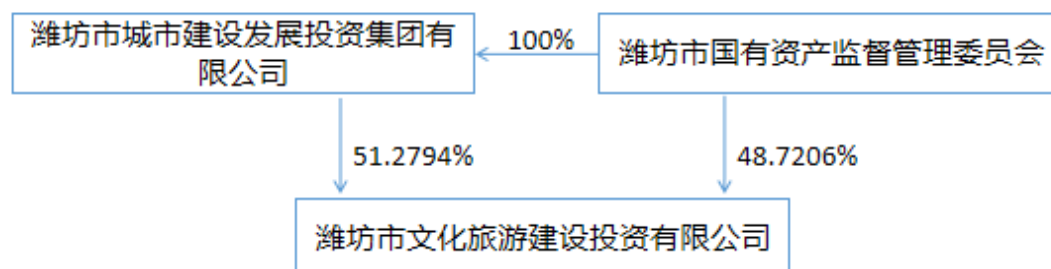 潍坊市城市建设发展投资集团有
限公司
100%
潍坊市国有资产监督管理委员会
51.2794%
48.7206%
潍坊市文化旅游建设投资有限公司